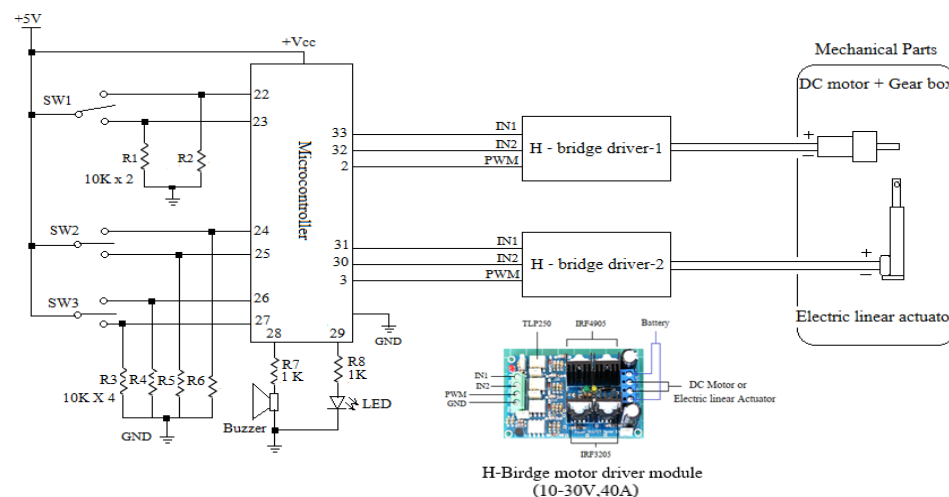 +5V
+Vcc
SW1
22
23
R1
R2
10K x 2
Microcontroller
33
32
2
IN1
IN2
PWM
H - bridge driver-1
Mechanical Parts
DC motor + Gear box
+
−
SW2
24
25
31
30
3
IN1
IN2
PWM
H - bridge driver-2
+
−
Electric linear actuato
SW3
26
27
28
29
GND
R3
R4
R5
R6
10K X 4
GND
R7
1 K
R8
1K
LED
Buzzer
TLP250
IRF4905
Battery
IN1
IN2
PWM
GND
DC Motor or
Electric linear Actuator
IRF3205
H-Birdge motor driver module
(10-30V,40A)